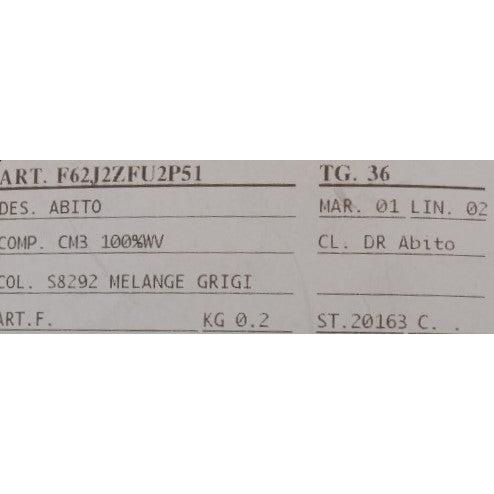 ART. F62J2ZFU2P51 TG. 36
DES. ABITO MAR. 01 LIN. 02
COMP. CM3 100%WV CL. DR Abito
COL. S8292 MELANGE GRIGI
ART.F. KG 0.2 ST.20163 C. .